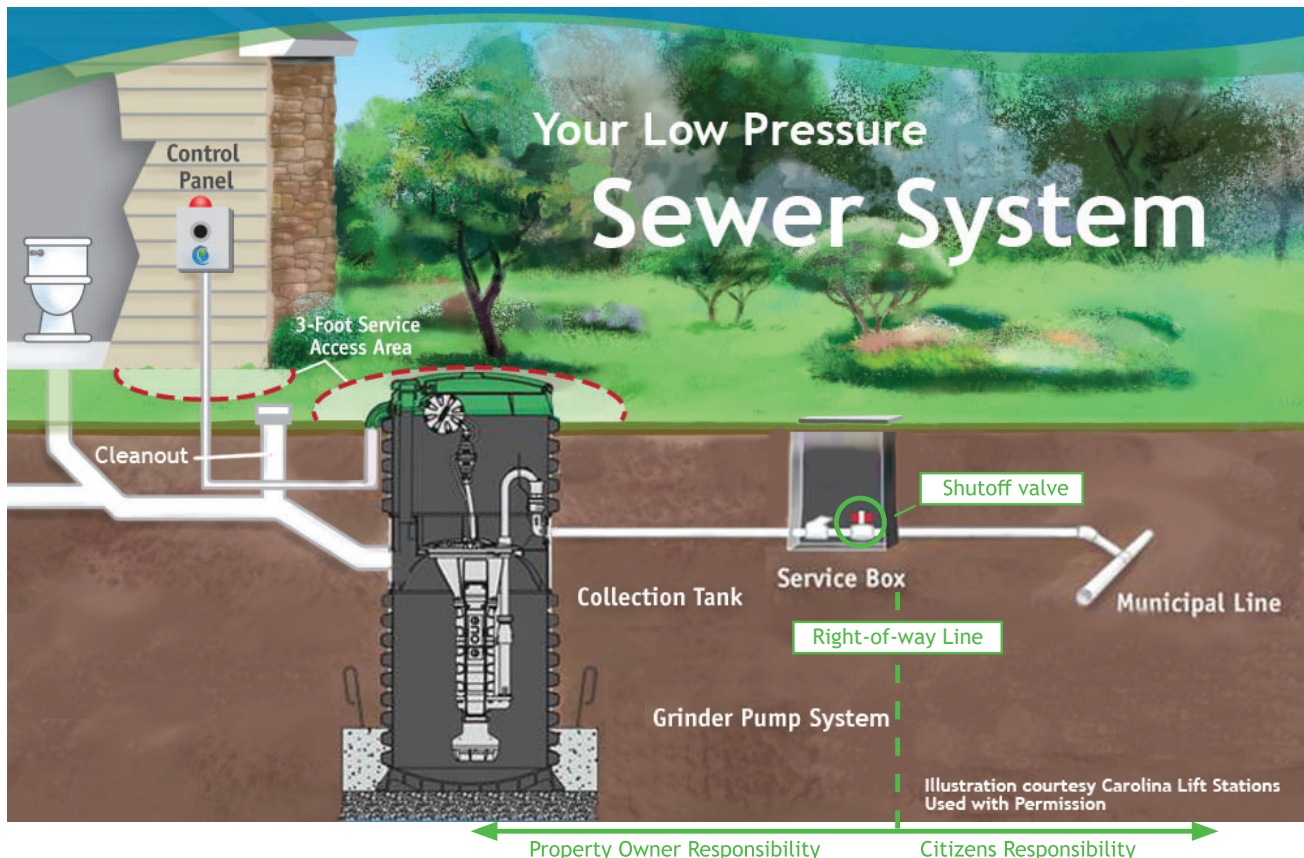 Your Low Pressure
Sewer System
Control
Panel
3-Foot Service
Access Area
Cleanout
Shutoff valve
Service Box
Collection Tank
Municipal Line
Right-of-way Line
Grinder Pump System
Illustration courtesy Carolina Lift Stations
Used with Permission
Property Owner Responsibility
Citizens Responsibility